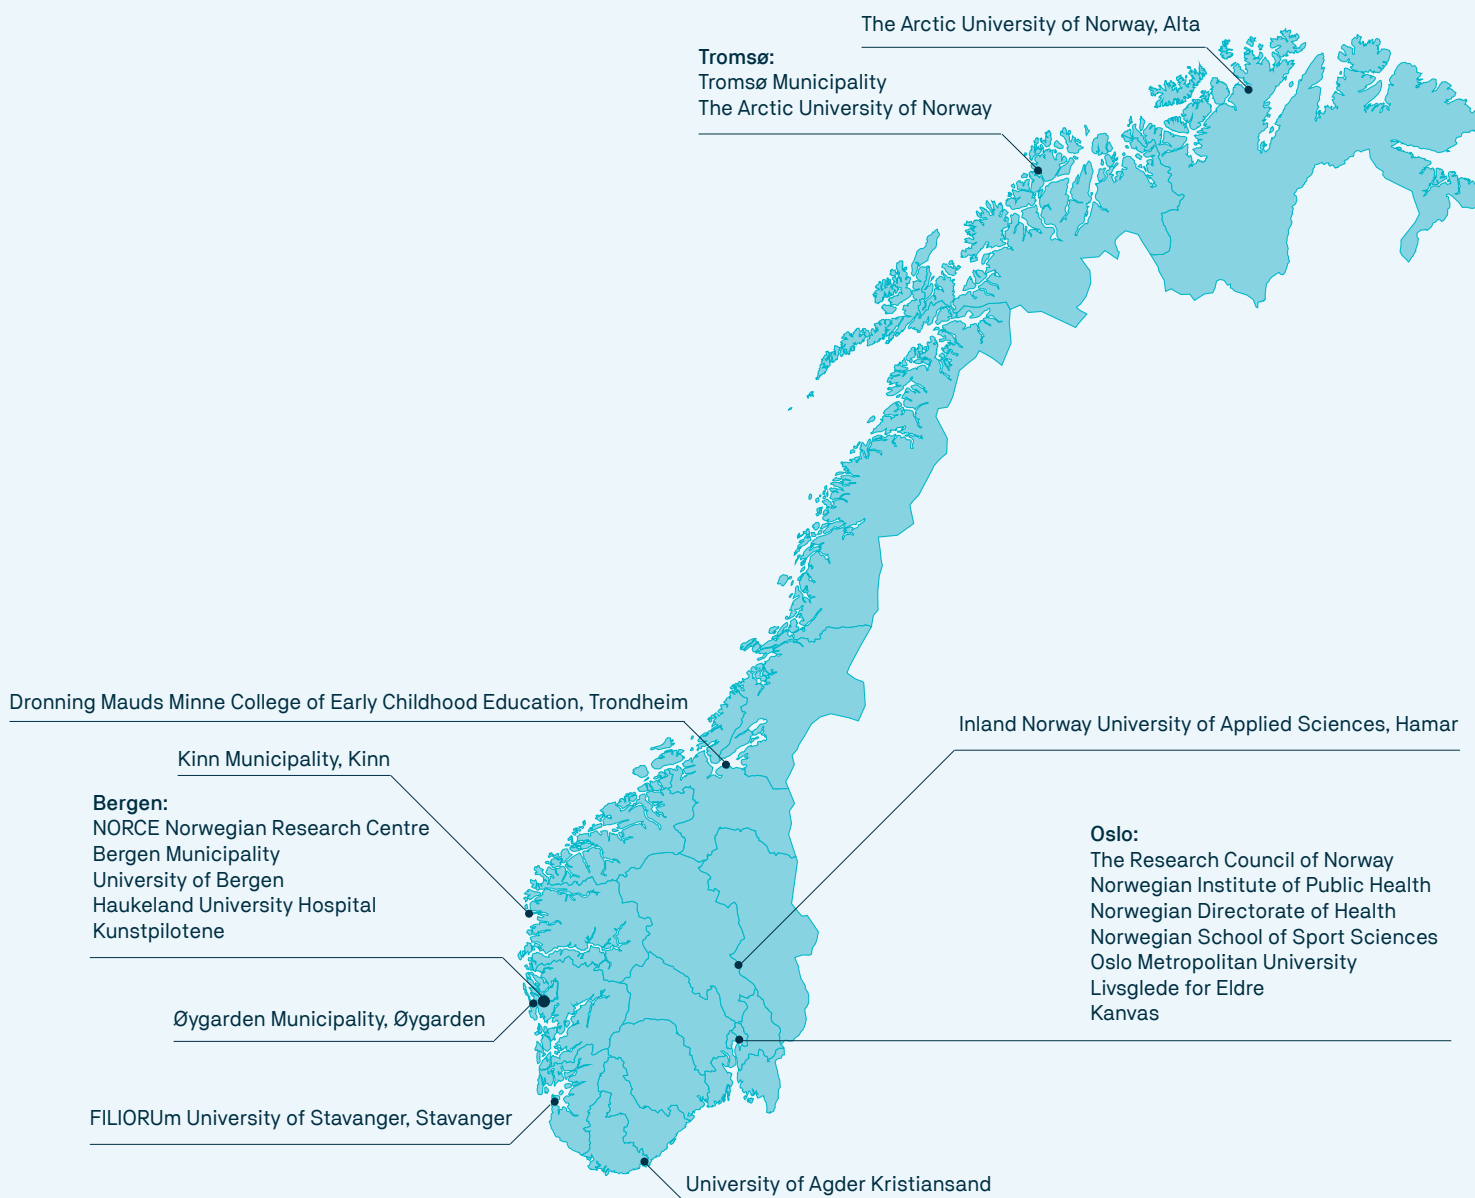 The Arctic University of Norway, Alta
Tromsø:
Tromsø Municipality
The Arctic University of Norway
Dronning Mauds Minne College of Early Childhood Education, Trondheim
Inland Norway University of Applied Sciences, Hamar
Kinn Municipality, Kinn
Bergen:
NORCE Norwegian Research Centre
Bergen Municipality
University of Bergen
Haukeland University Hospital
Kunstpilotene
Oslo:
The Research Council of Norway
Norwegian Institute of Public Health
Norwegian Directorate of Health
Norwegian School of Sport Sciences
Oslo Metropolitan University
Livsglede for Eldre
Kanvas
Øygarden Municipality, Øygarden
FILIORUm University of Stavanger, Stavanger
University of Agder Kristiansand